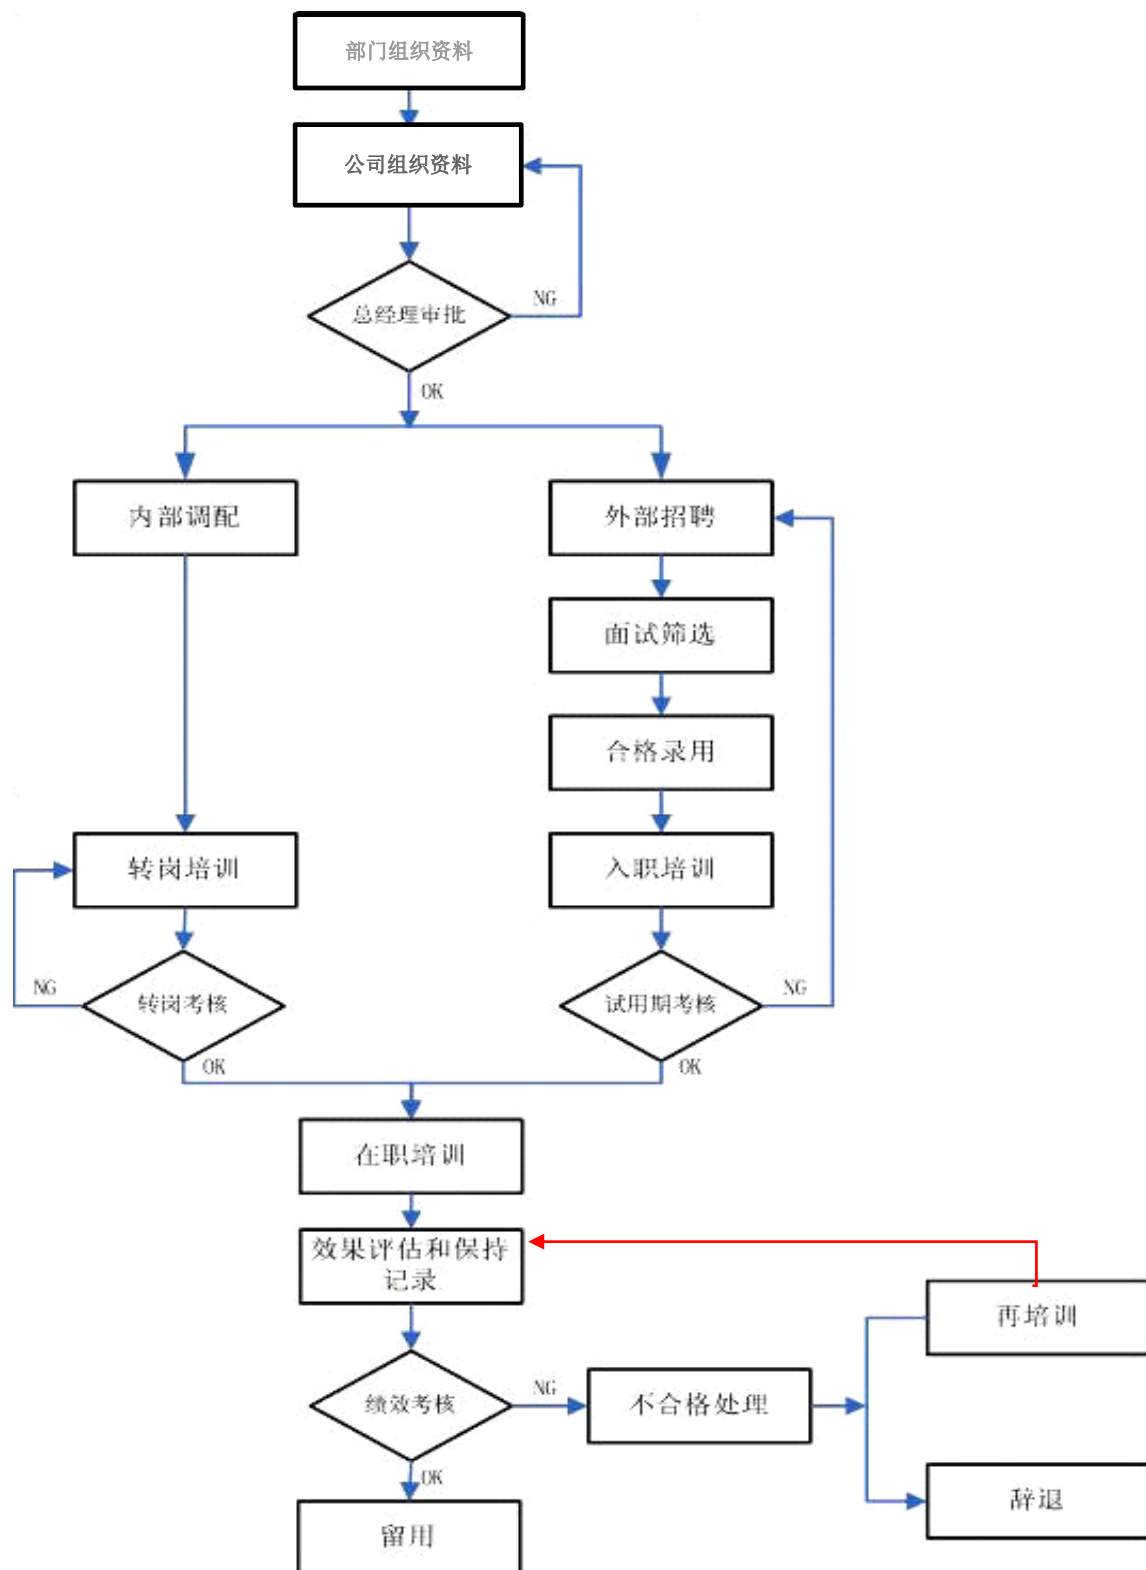 部门组织资料
公司组织资料
总经理审批
NG
OK
内部调配
外部招聘
面试筛选
合格录用
转岗培训
入职培训
NG
转岗考核
试用期考核
NG
OK
OK
在职培训
效果评估和保持
记录
再培训
绩效考核
NG
不合格处理
OK
辞退
留用